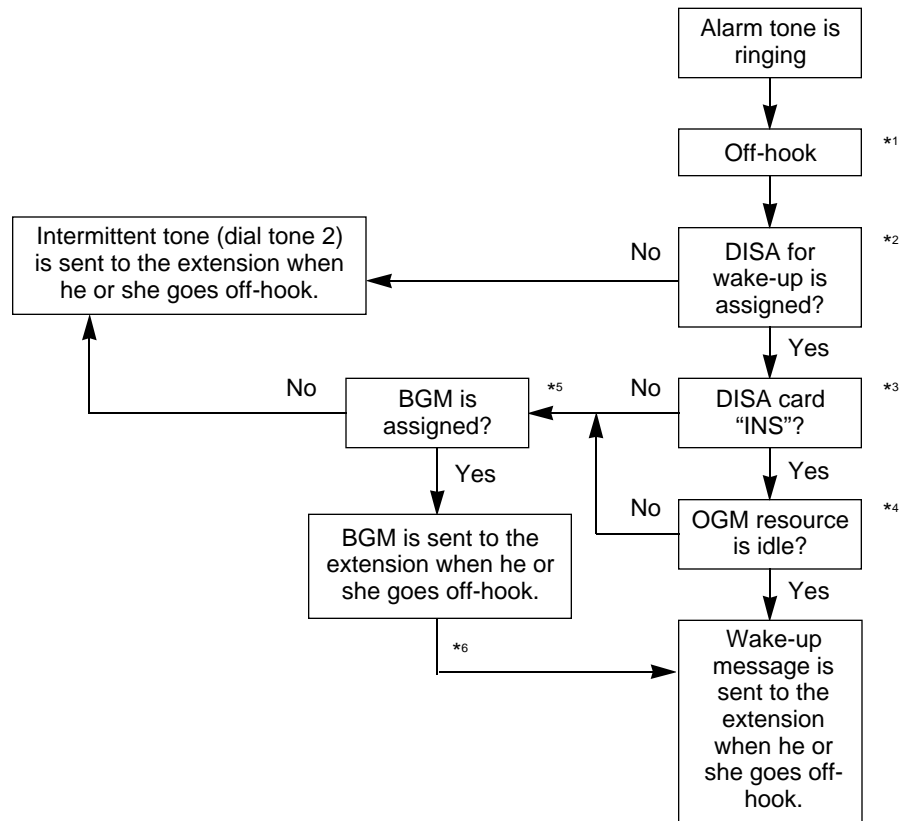 Alarm tone is
ringing
Off-hook
*1
Intermittent tone (dial tone 2)
is sent to the extension when
he or she goes off-hook.
No
DISA for
wake-up is
assigned?
*2
Yes
No
BGM is
assigned?
*5
No
DISA card
“INS”?
*3
Yes
Yes
No
OGM resource
is idle?
*4
BGM is sent to the
extension when he or
she goes off-hook.
Yes
*6
Wake-up
message is
sent to the
extension
when he or
she goes off-
hook.